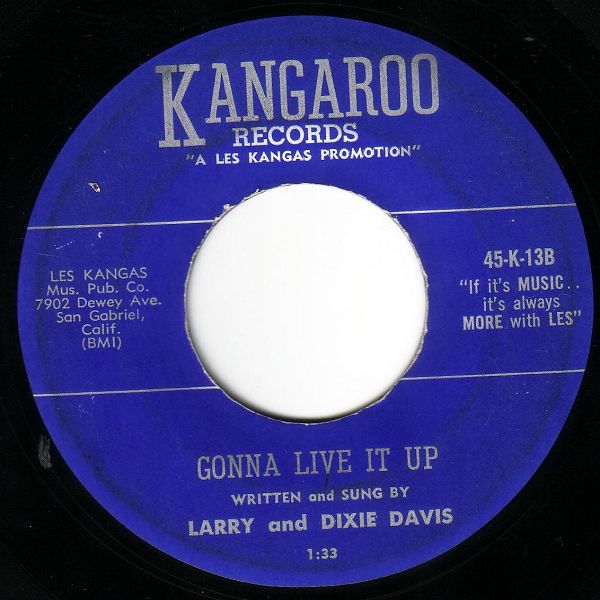 KANGAROO
RECORDS
"A LES KANGAS PROMOTION"
LES KANGAS
Mus. Pub. Co.
7902 Dewey Ave.
San Gabriel,
Calif.
(BMI)
45-K-13B
"If it's MUSIC..
it's always
MORE with LES"
GONNA LIVE IT UP
WRITTEN and SUNG BY
LARRY and DIXIE DAVIS
1:33